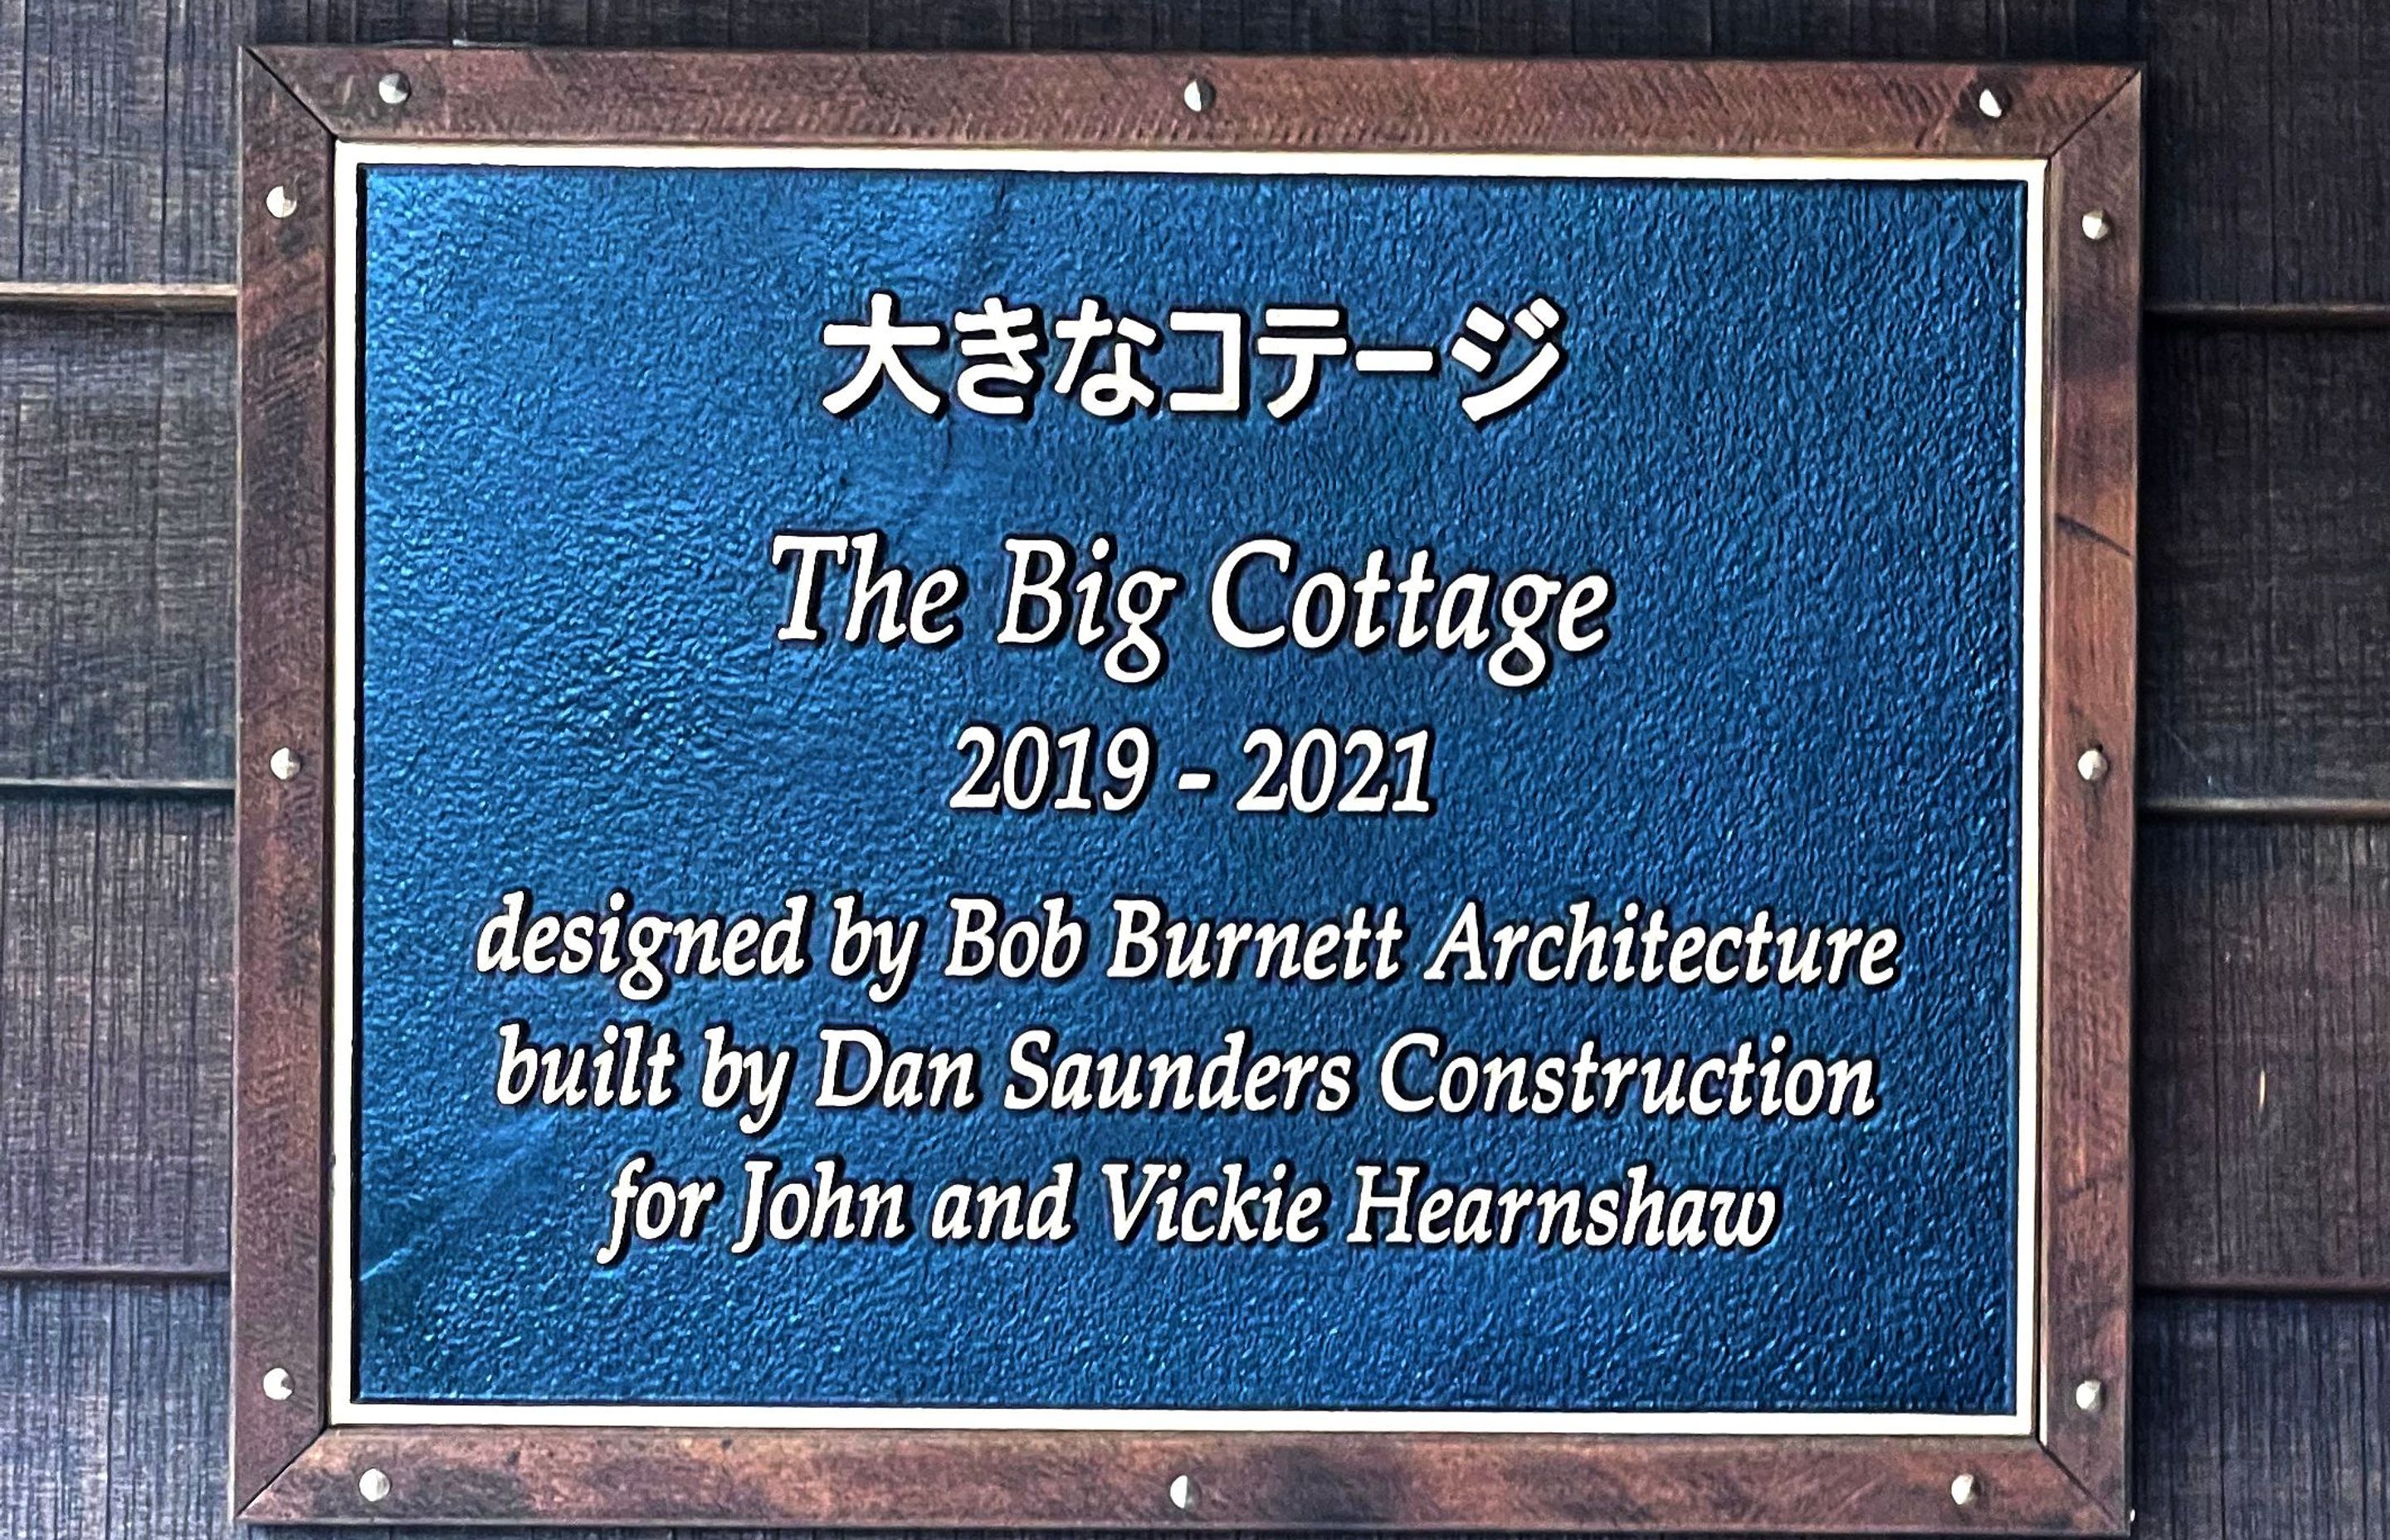 大きなコテージ
The Big Cottage
2019 - 2021
designed by Bob Burnett Architecture
built by Dan Saunders Construction
for John and Vickie Hearnshaw